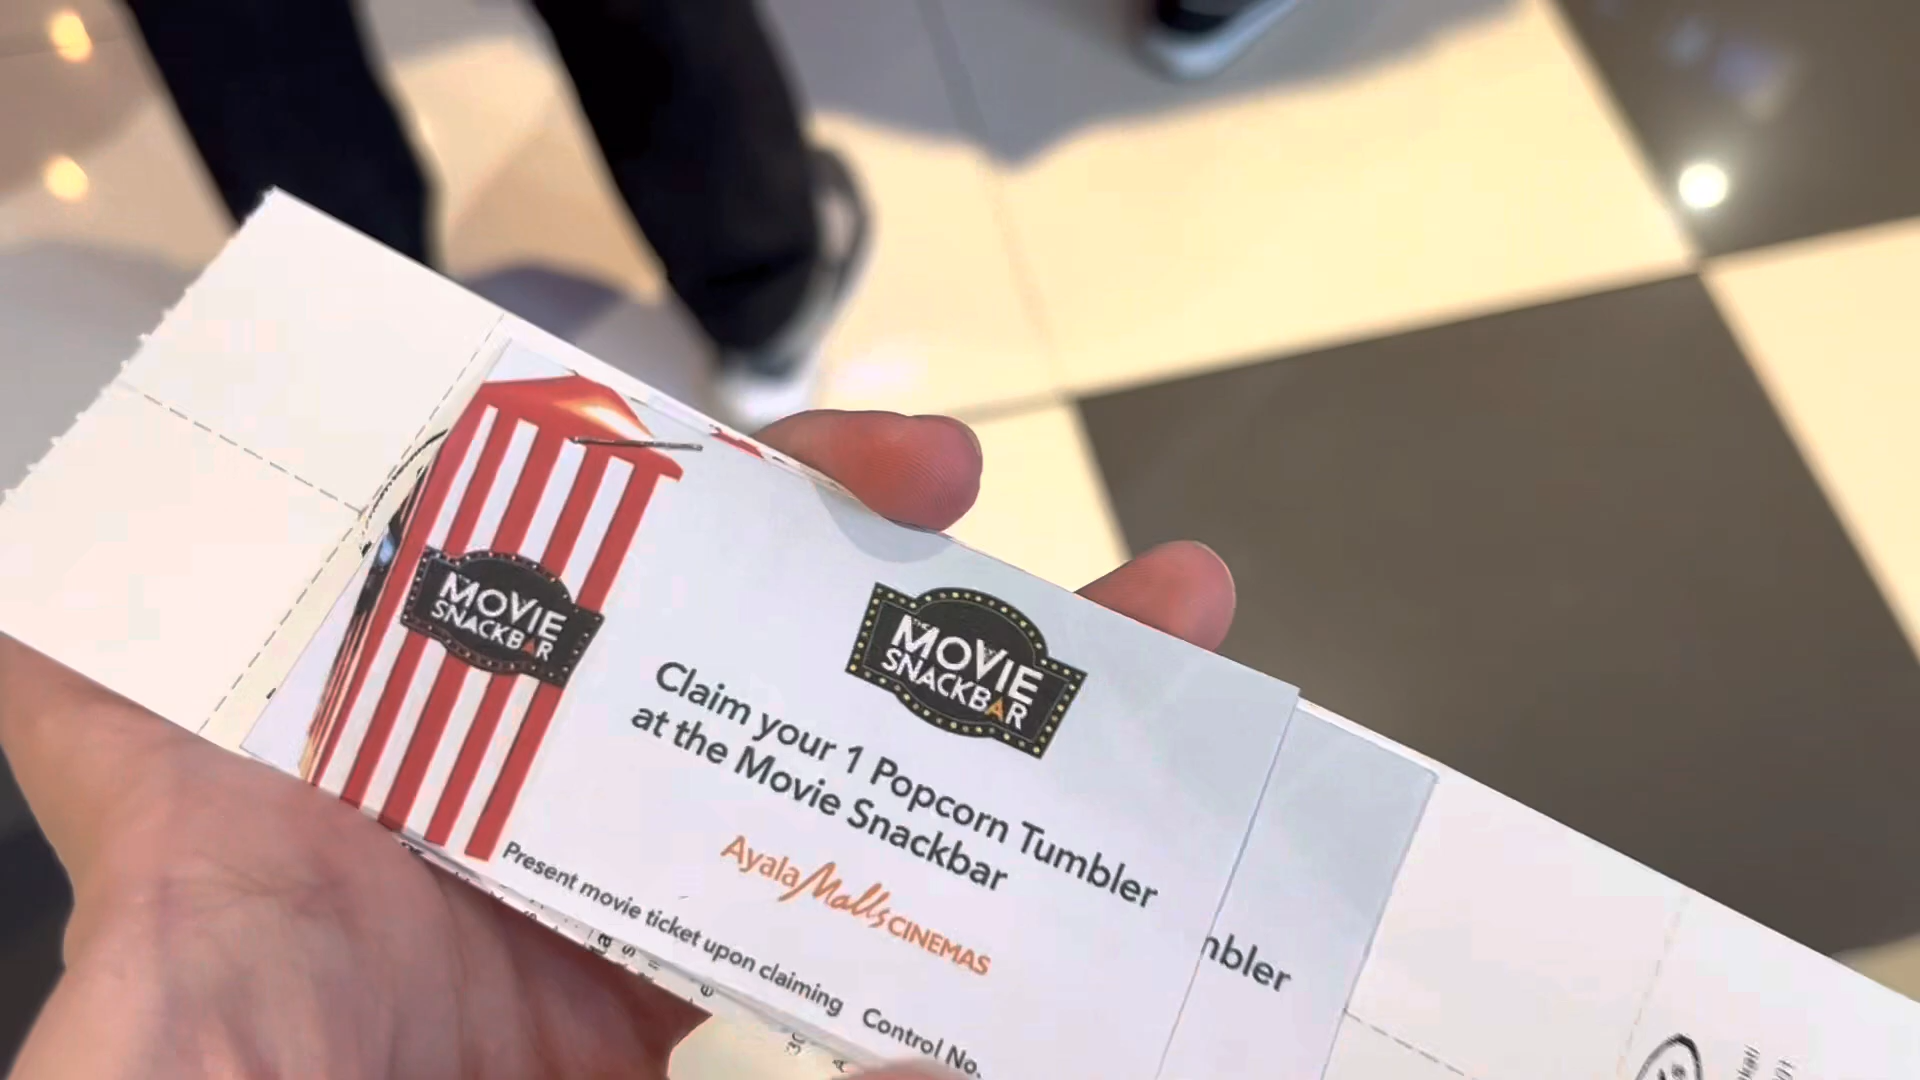 THE
MOVIE
SNACKBAR
MOVIE
SNACKBAR
Claim your 1 Popcorn Tumbler
at the Movie Snackbar
Ayala Malls CINEMAS
Present movie ticket upon claiming
Control No.
mbler